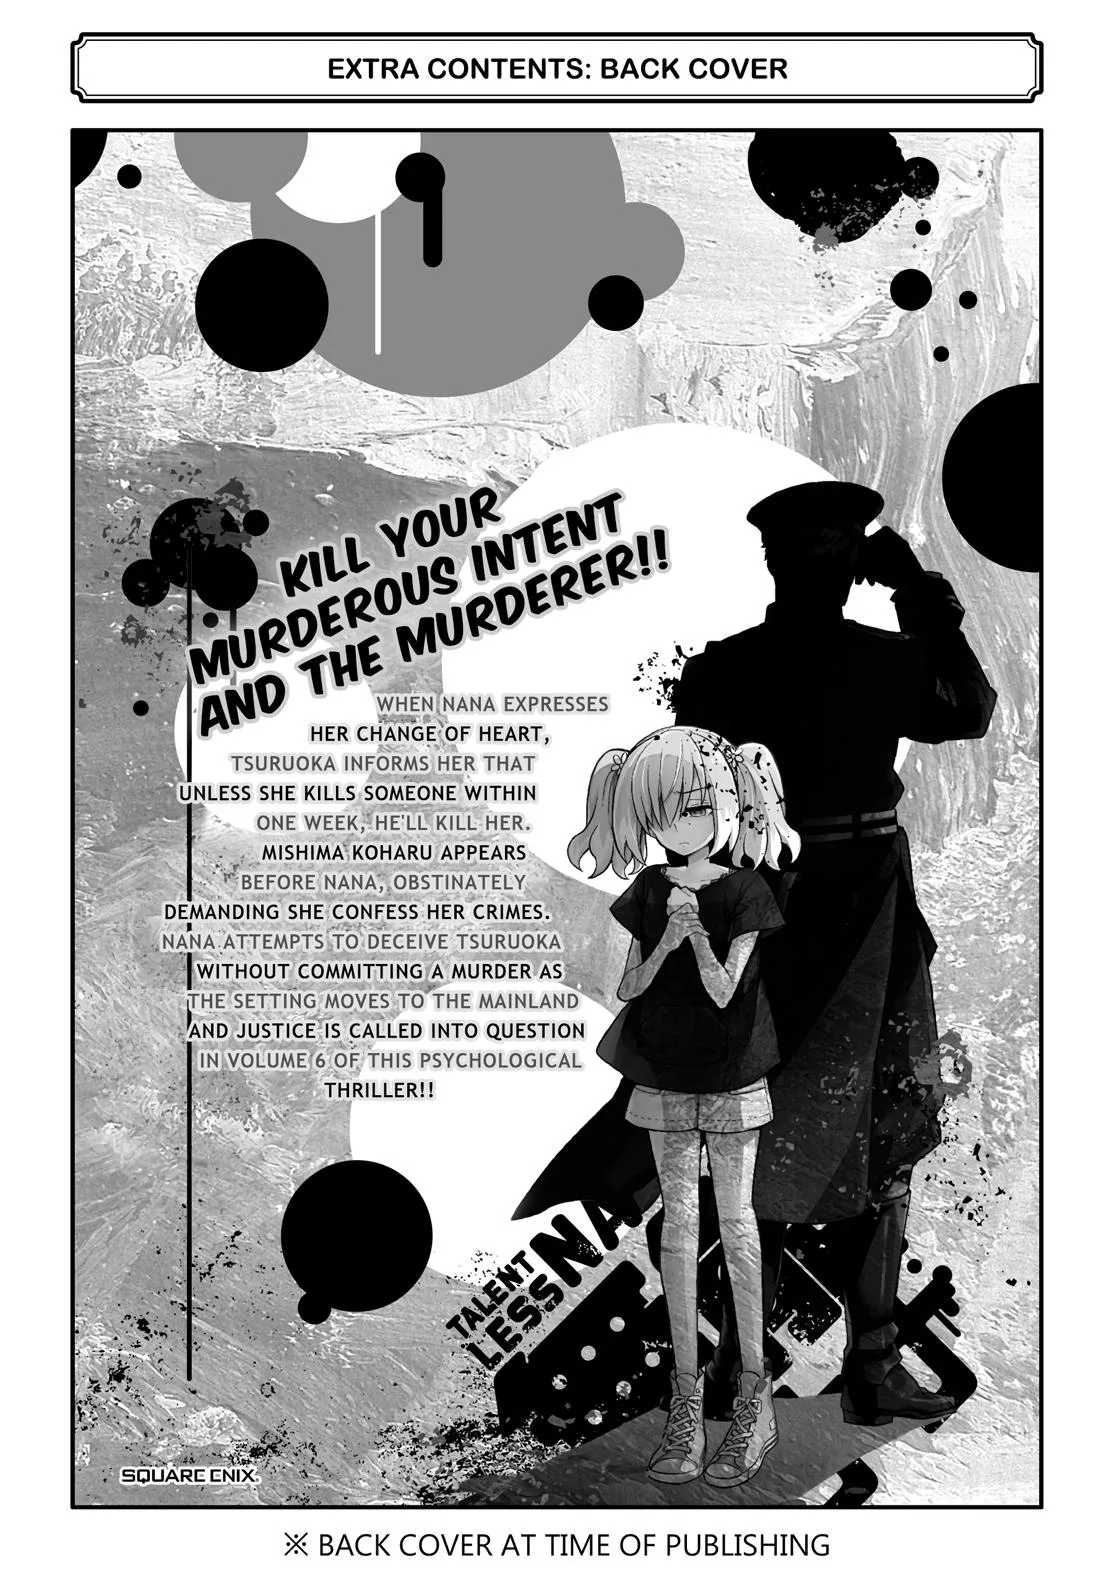 EXTRA CONTENTS: BACK COVER
KILL YOUR
MURDEROUS INTENT
AND THE MURDERER!!
WHEN NANA EXPRESSES
HER CHANGE OF HEART,
TSURUOKA INFORMS HER THAT
UNLESS SHE KILLS SOMEONE WITHIN
ONE WEEK, HE'LL KILL HER.
MISHIMA KOHARU APPEARS
BEFORE NANA, OBSTINATELY
DEMANDING SHE CONFESS HER CRIMES.
NANA ATTEMPTS TO DECEIVE TSURUOKA
WITHOUT COMMITTING A MURDER AS
THE SETTING MOVES TO THE MAINLAND
AND JUSTICE IS CALLED INTO QUESTION
IN VOLUME 6 OF THIS PSYCHOLOGICAL
THRILLER!!
TALENT
LESS
SQUARE ENIX.
※ BACK COVER AT TIME OF PUBLISHING